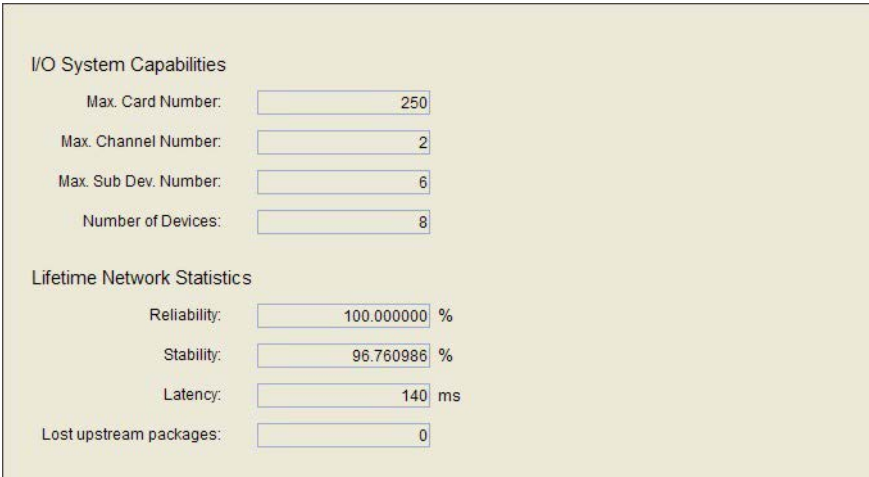 I/O System Capabilities
Max. Card Number: 250
Max. Channel Number: 2
Max. Sub Dev. Number: 6
Number of Devices: 8
Lifetime Network Statistics
Reliability: 100.000000 %
Stability: 96.760986 %
Latency: 140 ms
Lost upstream packages: 0